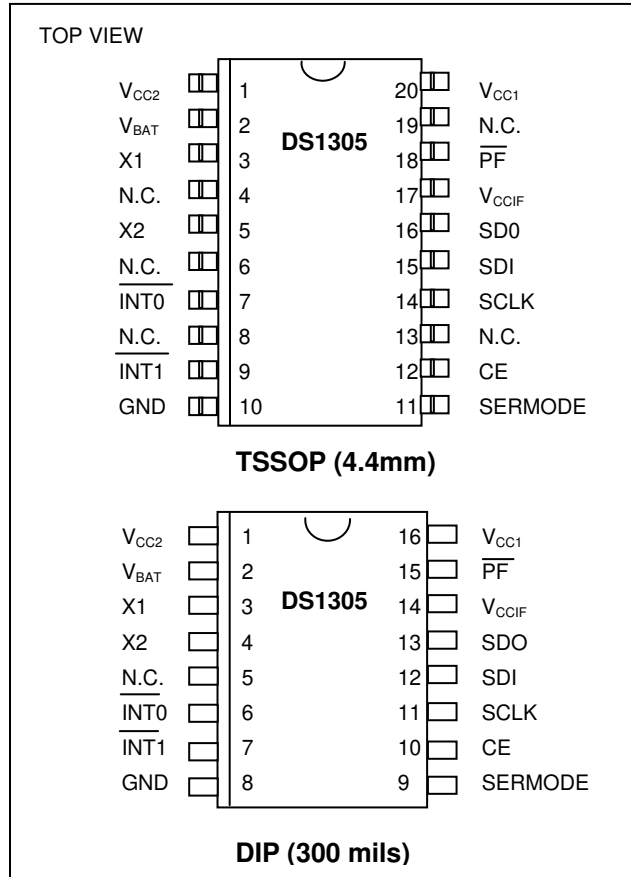 TOP VIEW
VCC2 1 20 VCC1
VBAT 2 DS1305 19 N.C.
X1 3 18 PF
N.C. 4 17 VCCIF
X2 5 16 SD0
N.C. 6 15 SDI
INT0 7 14 SCLK
N.C. 8 13 N.C.
INT1 9 12 CE
GND 10 11 SERMODE
TSSOP (4.4mm)
VCC2 1 16 VCC1
VBAT 2 15 PF
X1 3 DS1305 14 VCCIF
X2 4 13 SDO
N.C. 5 12 SDI
INT0 6 11 SCLK
INT1 7 10 CE
GND 8 9 SERMODE
DIP (300 mils)